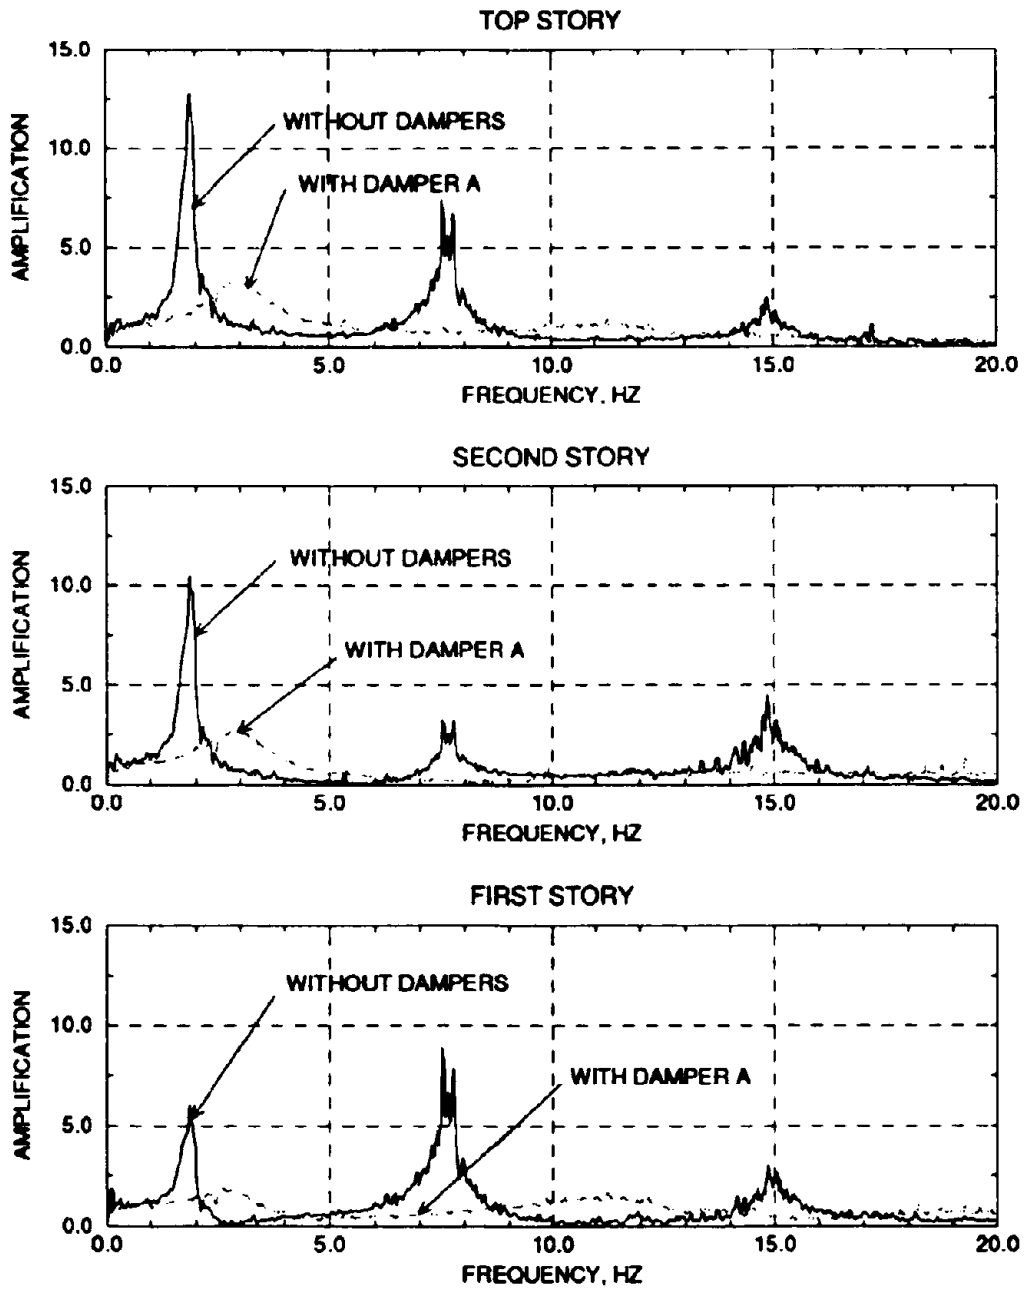 TOP STORY
15.0
10.0
5.0
0.0
AMPLIFICATION
WITHOUT DAMPERS
WITH DAMPER A
0.0 5.0 10.0 15.0 20.0
FREQUENCY, HZ
SECOND STORY
15.0
10.0
5.0
0.0
AMPLIFICATION
WITHOUT DAMPERS
WITH DAMPER A
0.0 5.0 10.0 15.0 20.0
FREQUENCY, HZ
FIRST STORY
15.0
10.0
5.0
0.0
AMPLIFICATION
WITHOUT DAMPERS
WITH DAMPER A
0.0 5.0 10.0 15.0 20.0
FREQUENCY, HZ